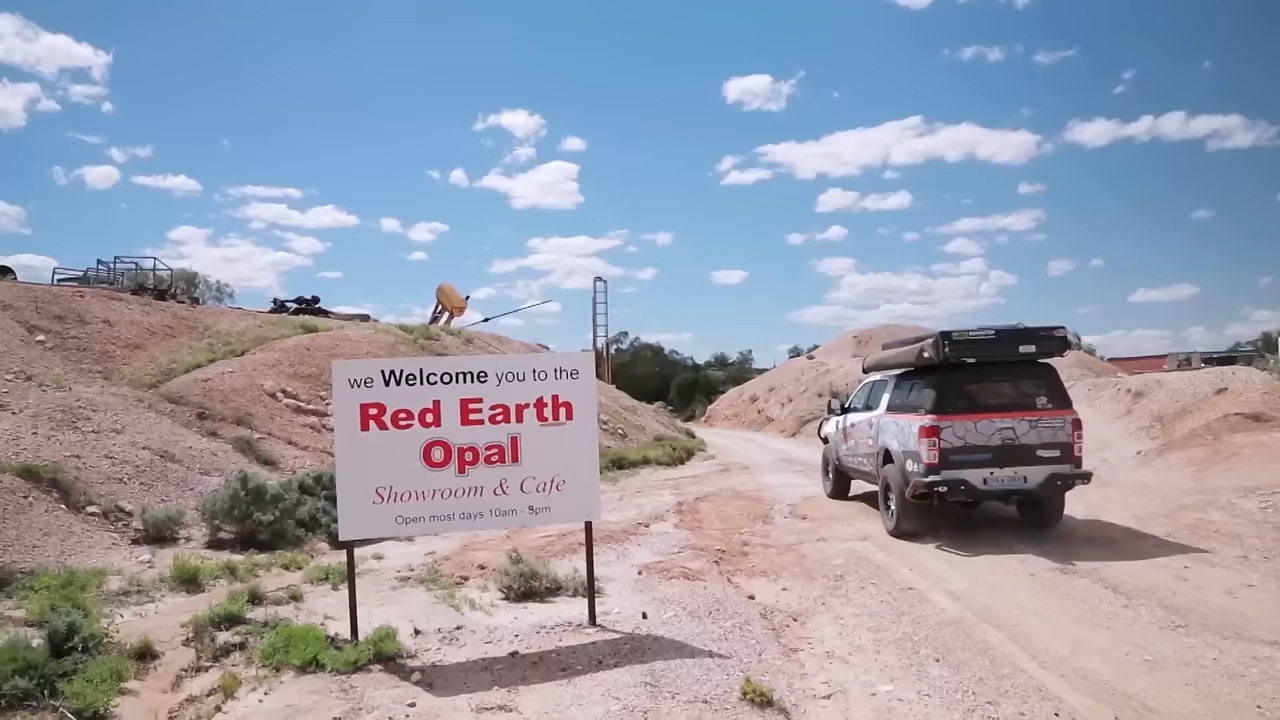 we Welcome you to the
Red Earth
Opal
Showroom & Cafe
Open most days 10am - 5pm